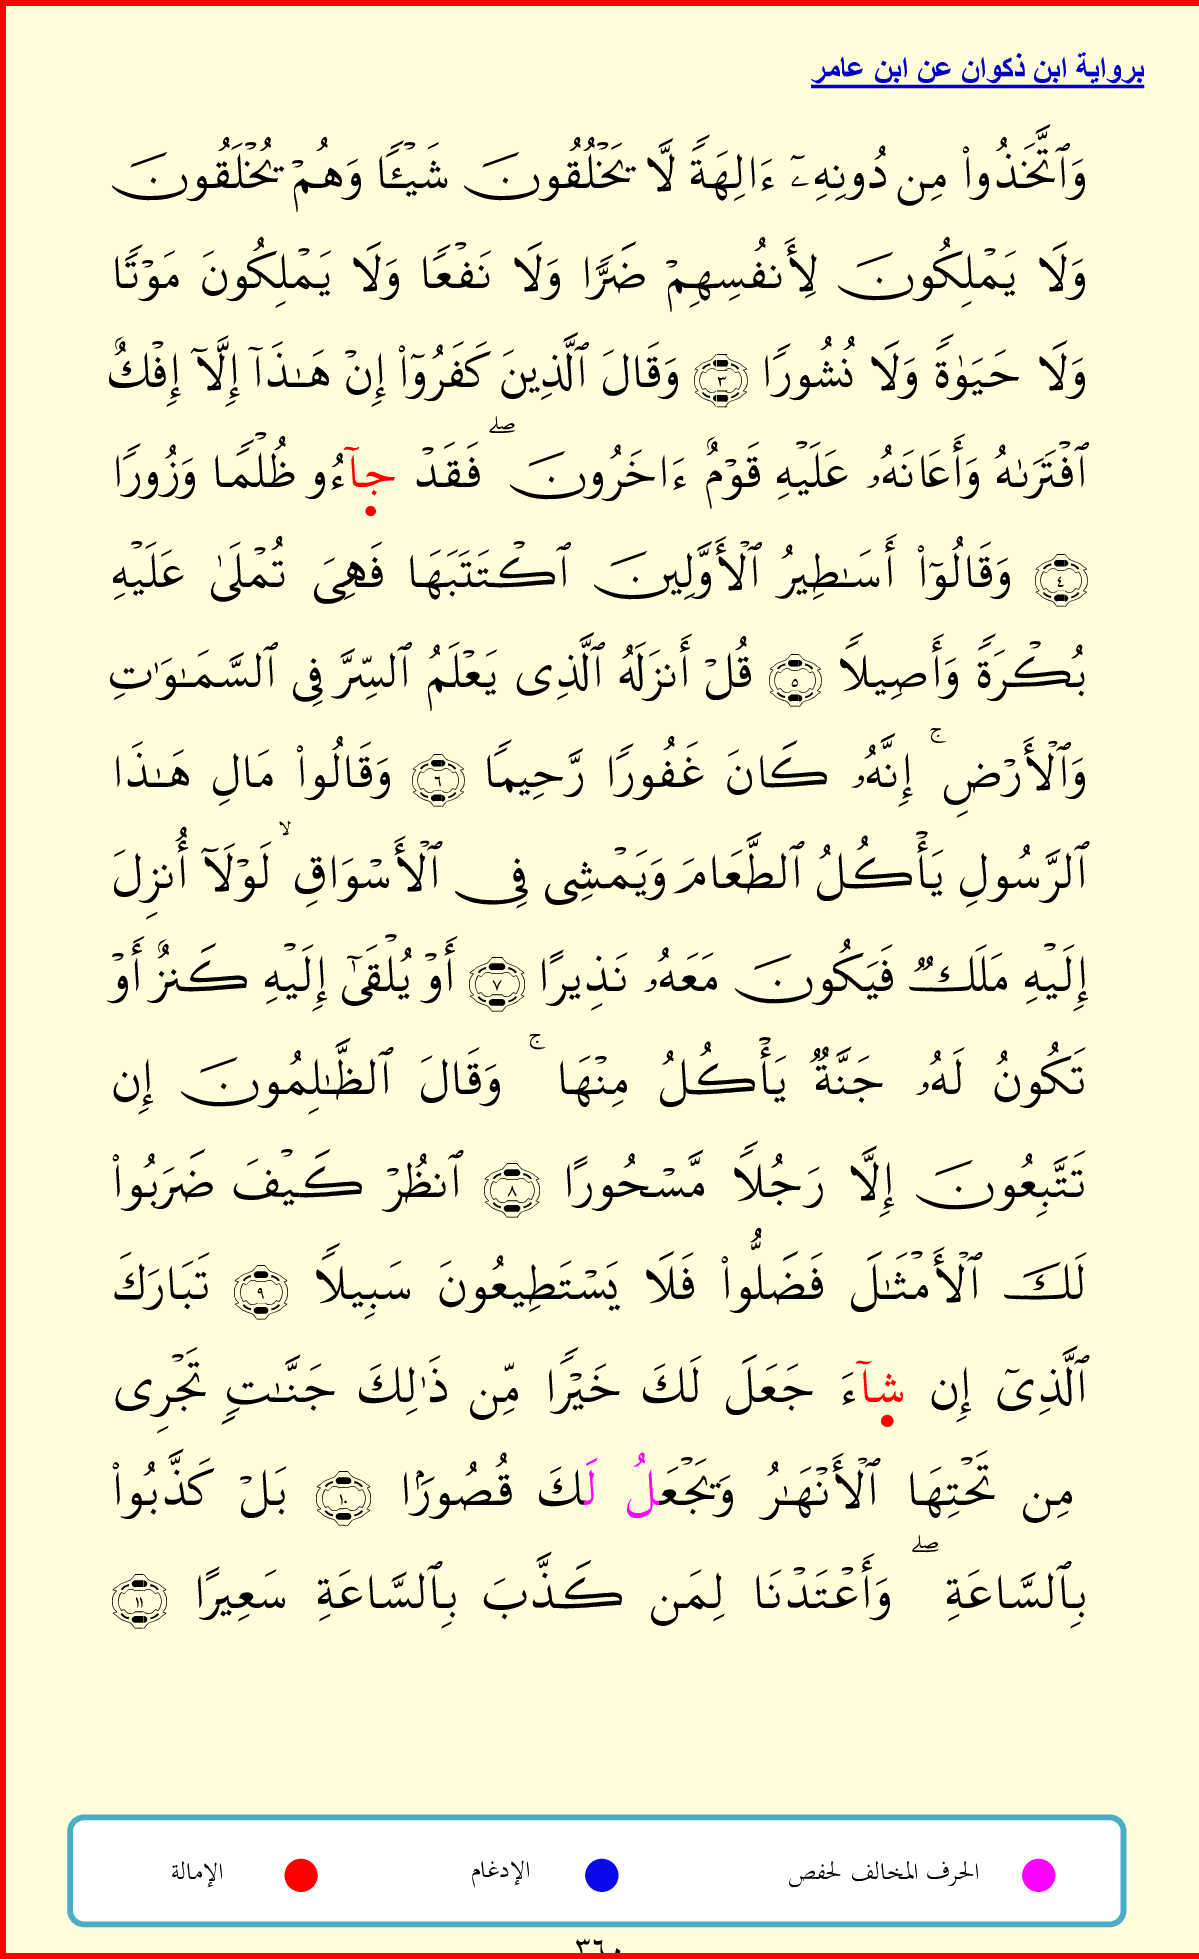 برواية ابن ذكوان عن ابن عامر
وَٱتَّخَذُوا۟ مِن دُونِهِۦٓ ءَالِهَةً لَّا يَخْلُقُونَ شَيْـًٔا وَهُمْ يُخْلَقُونَ
وَلَا يَمْلِكُونَ لِأَنفُسِهِمْ ضَرًّا وَلَا نَفْعًا وَلَا يَمْلِكُونَ مَوْتًا
وَلَا حَيَوٰةً وَلَا نُشُورًا ٣ وَقَالَ ٱلَّذِينَ كَفَرُوٓا۟ إِنْ هَـٰذَآ إِلَّآ إِفْكٌ
ٱفْتَرَىٰهُ وَأَعَانَهُۥ عَلَيْهِ قَوْمٌ ءَاخَرُونَ ۖ فَقَدْ جَآءُو ظُلْمًا وَزُورًا
٤ وَقَالُوٓا۟ أَسَـٰطِيرُ ٱلْأَوَّلِينَ ٱكْتَتَبَهَا فَهِىَ تُمْلَىٰ عَلَيْهِ
بُكْرَةً وَأَصِيلًا ٥ قُلْ أَنزَلَهُ ٱلَّذِى يَعْلَمُ ٱلسِّرَّ فِى ٱلسَّمَـٰوَٰتِ
وَٱلْأَرْضِ ۚ إِنَّهُۥ كَانَ غَفُورًا رَّحِيمًا ٦ وَقَالُوا۟ مَالِ هَـٰذَا
ٱلرَّسُولِ يَأْكُلُ ٱلطَّعَامَ وَيَمْشِى فِى ٱلْأَسْوَاقِ ۙ لَوْلَآ أُنزِلَ
إِلَيْهِ مَلَكٌ فَيَكُونَ مَعَهُۥ نَذِيرًا ٧ أَوْ يُلْقَىٰٓ إِلَيْهِ كَنزٌ أَوْ
تَكُونُ لَهُۥ جَنَّةٌ يَأْكُلُ مِنْهَا ۚ وَقَالَ ٱلظَّـٰلِمُونَ إِن
تَتَّبِعُونَ إِلَّا رَجُلًا مَّسْحُورًا ٨ ٱنظُرْ كَيْفَ ضَرَبُوا۟
لَكَ ٱلْأَمْثَـٰلَ فَضَلُّوا۟ فَلَا يَسْتَطِيعُونَ سَبِيلًا ٩ تَبَارَكَ
ٱلَّذِىٓ إِن شَآءَ جَعَلَ لَكَ خَيْرًا مِّن ذَٰلِكَ جَنَّـٰتٍ تَجْرِى
مِن تَحْتِهَا ٱلْأَنْهَـٰرُ وَيَجْعَلُ لَكَ قُصُورًۢا ١٠ بَلْ كَذَّبُوا۟
بِٱلسَّاعَةِ ۖ وَأَعْتَدْنَا لِمَن كَذَّبَ بِٱلسَّاعَةِ سَعِيرًا ١١
الحرف المخالف لحفص الإدغام الإمالة
٣٦٠